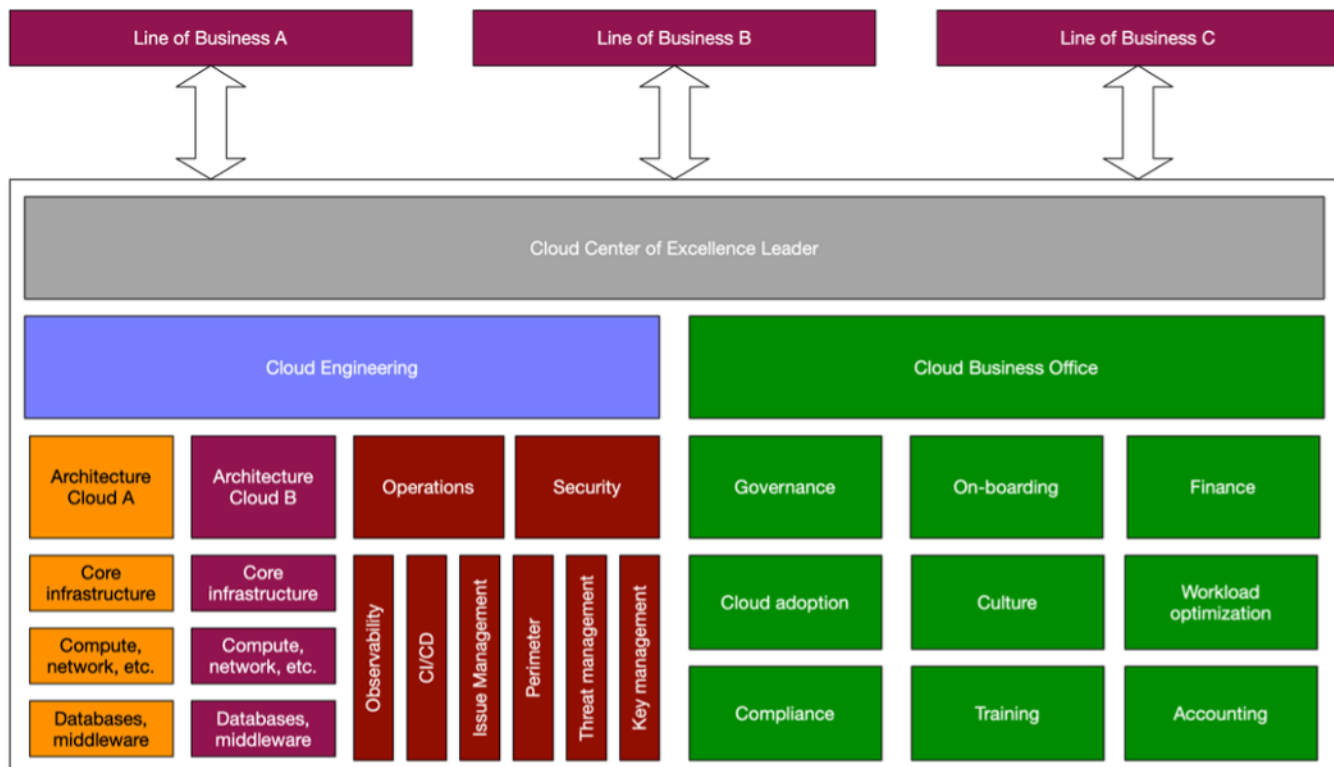 Line of Business A
Line of Business B
Line of Business C
Cloud Center of Excellence Leader
Cloud Engineering
Cloud Business Office
Architecture
Cloud A
Architecture
Cloud B
Operations
Security
Governance
On-boarding
Finance
Core
infrastructure
Core
infrastructure
Compute,
network, etc.
Compute,
network, etc.
Databases,
middleware
Databases,
middleware
Observability
CI/CD
Issue Management
Perimeter
Threat management
Key management
Cloud adoption
Culture
Workload
optimization
Compliance
Training
Accounting